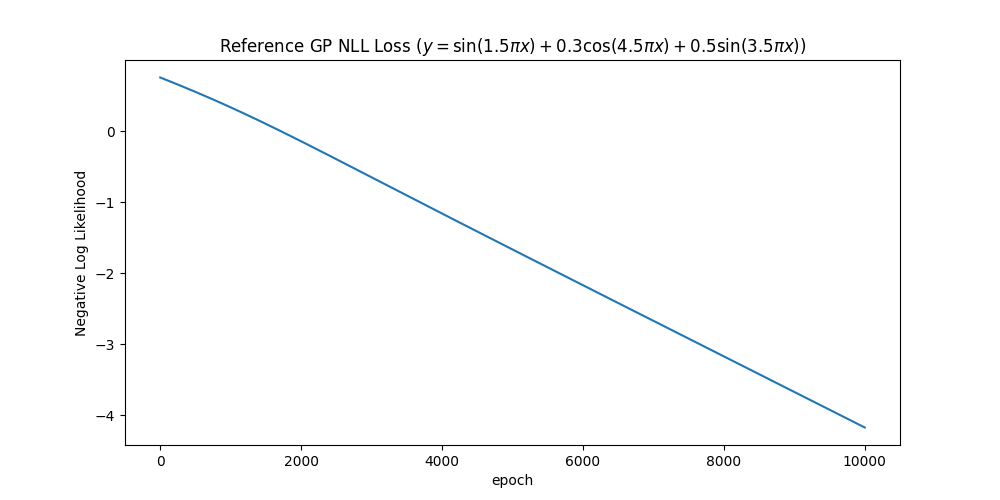 Reference GP NLL Loss (y = sin(1.5πx) + 0.3cos(4.5πx) + 0.5sin(3.5πx))
Negative Log Likelihood
0
−1
−2
−3
−4
0 2000 4000 6000 8000 10000
epoch